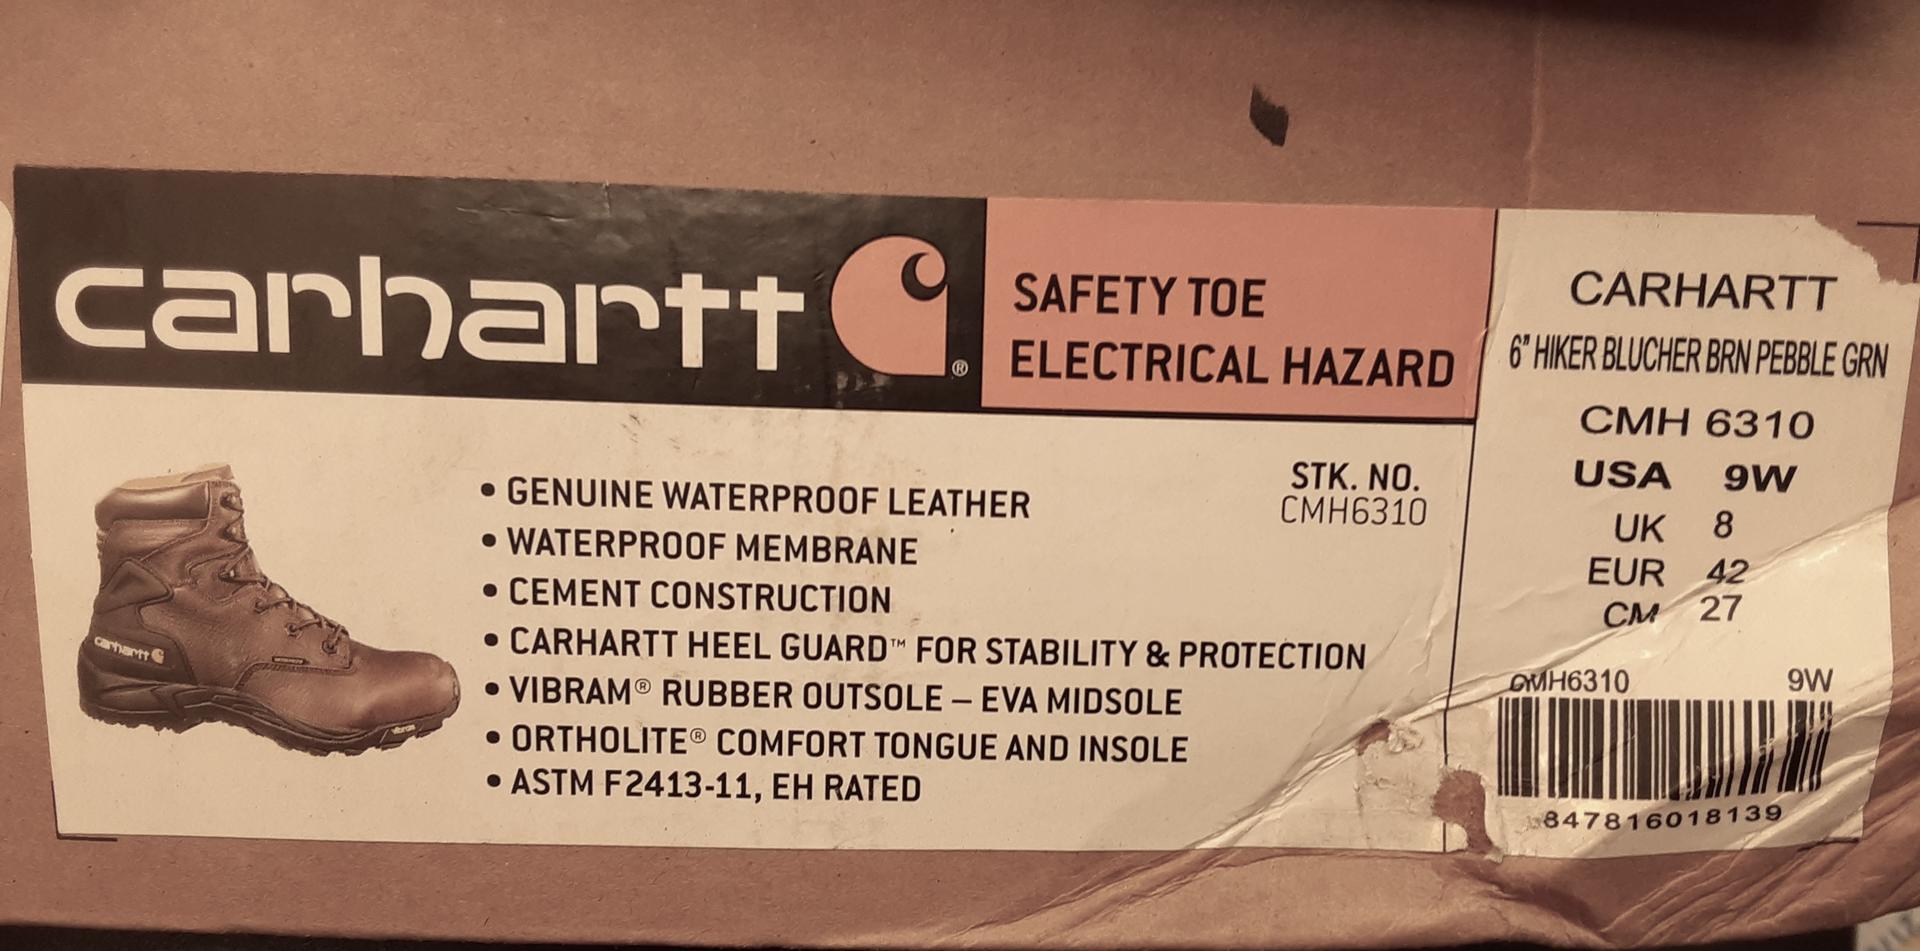 carhartt ®
SAFETY TOE
ELECTRICAL HAZARD
• GENUINE WATERPROOF LEATHER
• WATERPROOF MEMBRANE
• CEMENT CONSTRUCTION
• CARHARTT HEEL GUARD™ FOR STABILITY & PROTECTION
• VIBRAM® RUBBER OUTSOLE – EVA MIDSOLE
• ORTHOLITE® COMFORT TONGUE AND INSOLE
• ASTM F2413-11, EH RATED
STK. NO.
CMH6310
carhartt
vibram
CARHARTT
6” HIKER BLUCHER BRN PEBBLE GRN
CMH 6310
USA 9W
UK 8
EUR 42
CM 27
CMH6310 9W
847816018139